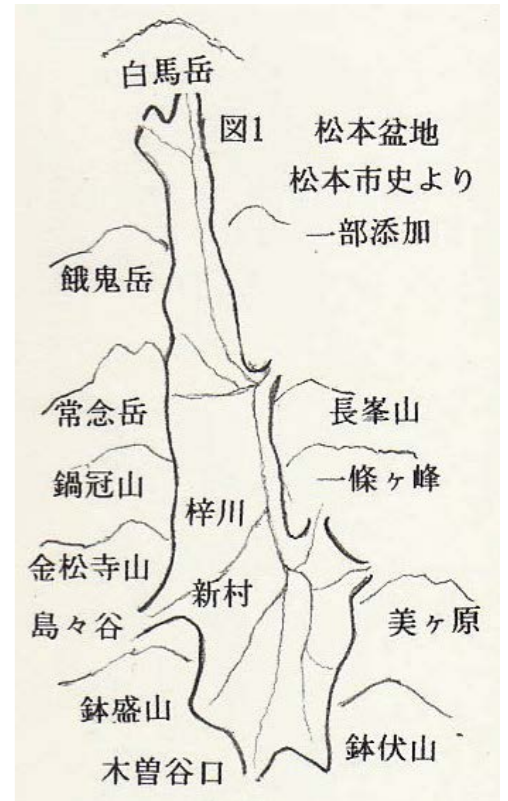 白馬岳
図1 松本盆地
松本市史より
一部添加
餓鬼岳
常念岳
長峯山
鍋冠山
一條ヶ峰
梓川
金松寺山
新村
島々谷
美ヶ原
鉢盛山
鉢伏山
木曽谷口